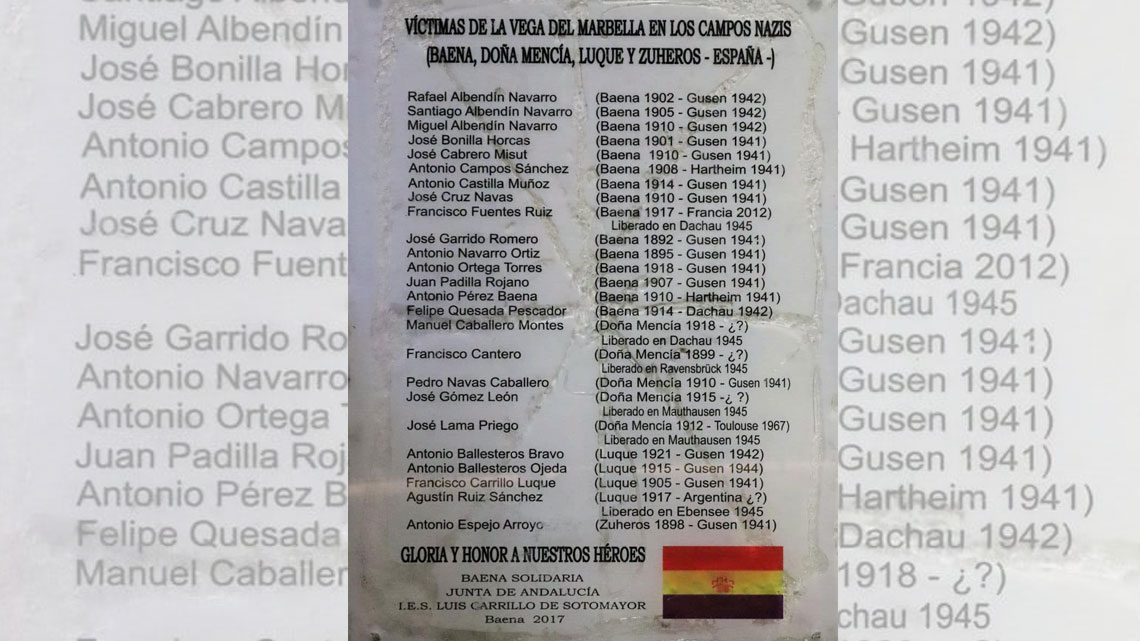 VÍCTIMAS DE LA VEGA DEL MARBELLA EN LOS CAMPOS NAZIS
(BAENA, DOÑA MENCÍA, LUQUE Y ZUHEROS - ESPAÑA -)
Rafael Albendín Navarro (Baena 1902 - Gusen 1942)
Santiago Albendín Navarro (Baena 1905 - Gusen 1942)
Miguel Albendín Navarro (Baena 1910 - Gusen 1942)
José Bonilla Horcas (Baena 1901 - Gusen 1941)
José Cabrero Misut (Baena 1910 - Gusen 1941)
Antonio Campos Sánchez (Baena 1908 - Hartheim 1941)
Antonio Castilla Muñoz (Baena 1914 - Gusen 1941)
José Cruz Navas (Baena 1910 - Gusen 1941)
Francisco Fuentes Ruiz (Baena 1917 - Francia 2012)
Liberado en Dachau 1945
José Garrido Romero (Baena 1892 - Gusen 1941)
Antonio Navarro Ortiz (Baena 1895 - Gusen 1941)
Antonio Ortega Torres (Baena 1918 - Gusen 1941)
Juan Padilla Rojano (Baena 1907 - Gusen 1941)
Antonio Pérez Baena (Baena 1910 - Hartheim 1941)
Felipe Quesada Pescador (Baena 1914 - Dachau 1942)
Manuel Caballero Montes (Doña Mencía 1918 - ¿?)
Liberado en Dachau 1945
Francisco Cantero (Doña Mencía 1899 - ¿?)
Liberado en Ravensbrück 1945
Pedro Navas Caballero (Doña Mencía 1910 - Gusen 1941)
José Gómez León (Doña Mencía 1915 -¿ ?)
Liberado en Mauthausen 1945
José Lama Priego (Doña Mencía 1912 - Toulouse 1967)
Liberado en Mauthausen 1945
Antonio Ballesteros Bravo (Luque 1921 - Gusen 1942)
Antonio Ballesteros Ojeda (Luque 1915 - Gusen 1944)
Francisco Carrillo Luque (Luque 1905 - Gusen 1941)
Agustín Ruiz Sánchez (Luque 1917 - Argentina ¿?)
Liberado en Ebensee 1945
Antonio Espejo Arroyo (Zuheros 1898 - Gusen 1941)
GLORIA Y HONOR A NUESTROS HÉROES
BAENA SOLIDARIA
JUNTA DE ANDALUCÍA
I.E.S. LUIS CARRILLO DE SOTOMAYOR
Baena 2017